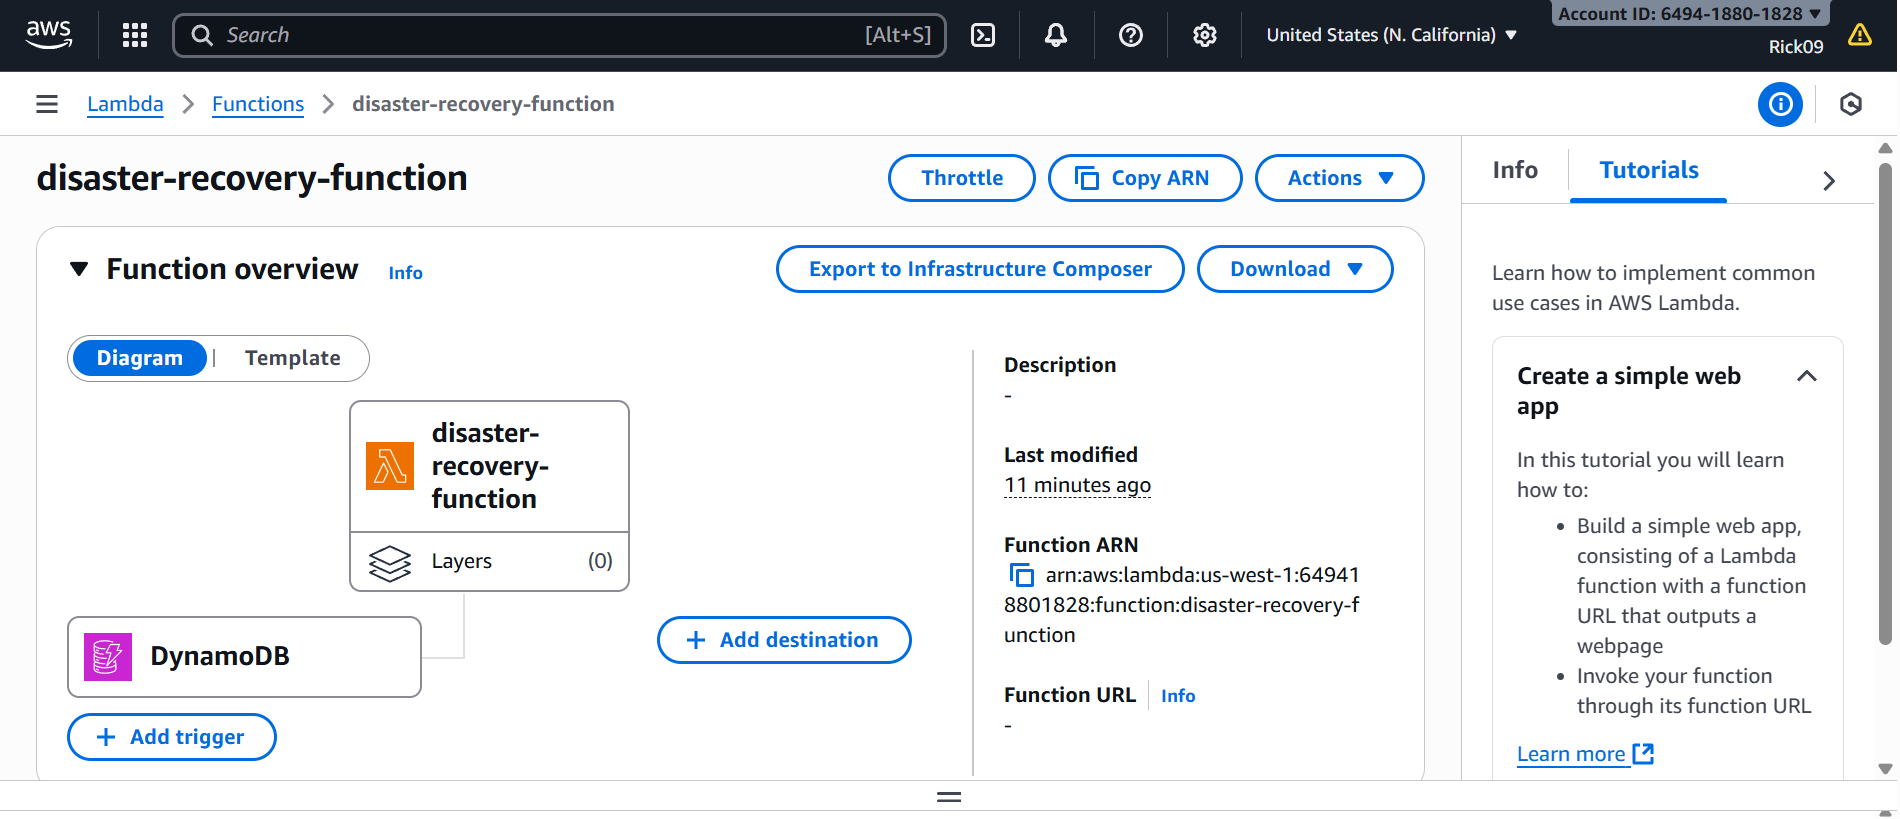 aws
Search [Alt+S]
United States (N. California)
Account ID: 6494-1880-1828
Rick09
Lambda
Functions
disaster-recovery-function
disaster-recovery-function
Throttle
Copy ARN
Actions
Function overview Info
Export to Infrastructure Composer
Download
Diagram
Template
disaster-
recovery-
function
Layers (0)
DynamoDB
+ Add trigger
+ Add destination
Description
-
Last modified
11 minutes ago
Function ARN
arn:aws:lambda:us-west-1:64941
8801828:function:disaster-recovery-f
unction
Function URL Info
-
Info
Tutorials
Learn how to implement common
use cases in AWS Lambda.
Create a simple web
app
In this tutorial you will learn
how to:
• Build a simple web app,
consisting of a Lambda
function with a function
URL that outputs a
webpage
• Invoke your function
through its function URL
Learn more